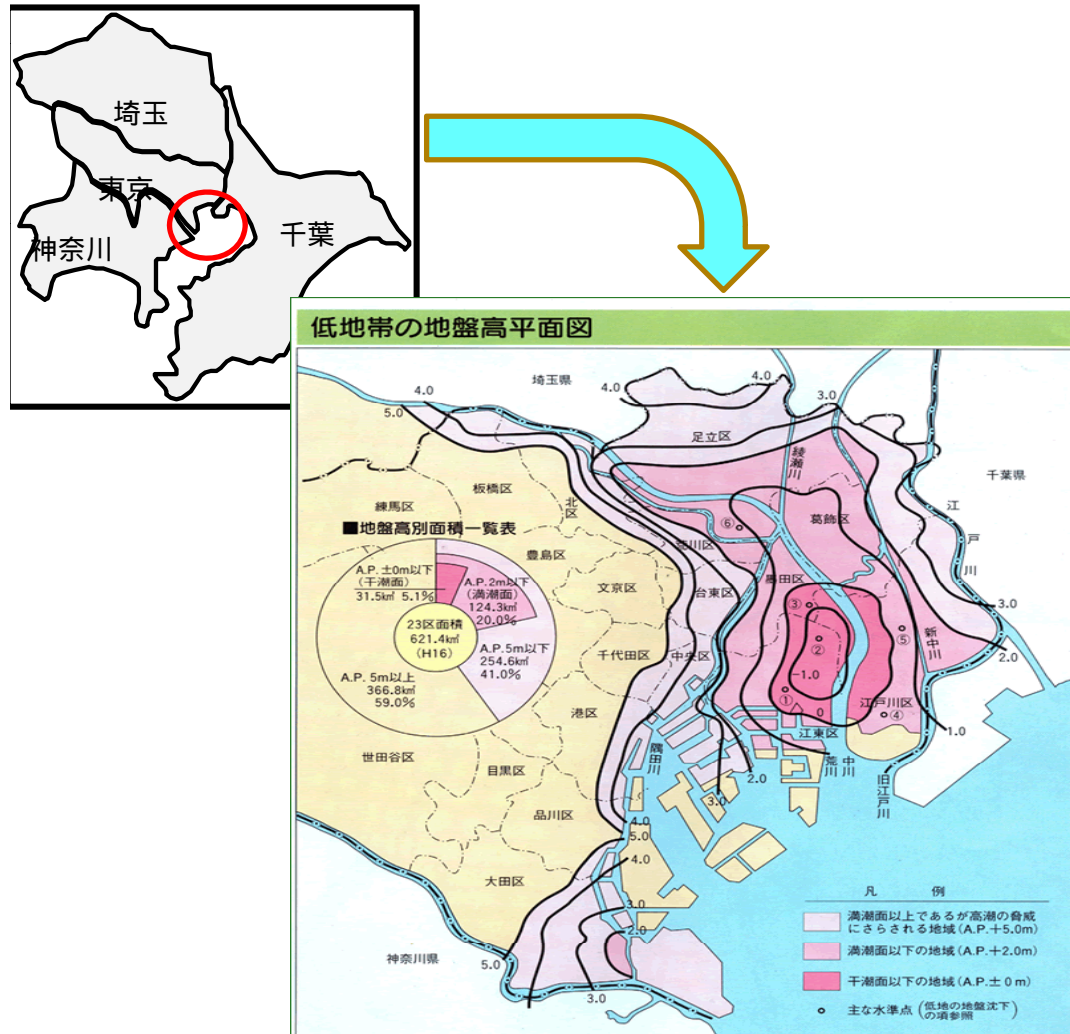 埼玉
東京
神奈川
千葉
低地帯の地盤高平面図
埼玉県
4.0
4.0
3.0
5.0
足立区
綾瀬川
千葉県
板橋区
北区
練馬区
葛飾区
江戸川
⑥
■地盤高別面積一覧表
荒川区
豊島区
A.P.±0m以下
(干潮面)
31.5k㎡ 5.1%
A.P.2m以下
(満潮面)
124.3k㎡
20.0%
文京区
台東区
墨田区
③
3.0
23区面積
621.4k㎡
(H16)
⑤
新中川
②
千代田区
中央区
2.0
A.P.5m以下
254.6k㎡
41.0%
-1.0
A.P.5m以上
366.8k㎡
59.0%
①
0
江戸川区
④
港区
江東区
1.0
世田谷区
隅田川
荒川
中川
目黒区
2.0
旧江戸川
3.0
品川区
4.0
5.0
4.0
大田区
凡 例
3.0
満潮面以上であるが高潮の脅威
にさらされる地域(A.P.+5.0m)
2.0
満潮面以下の地域(A.P.+2.0m)
神奈川県
5.0
干潮面以下の地域(A.P.±0m)
3.0
主な水準点(低地の地盤沈下
の項参照)